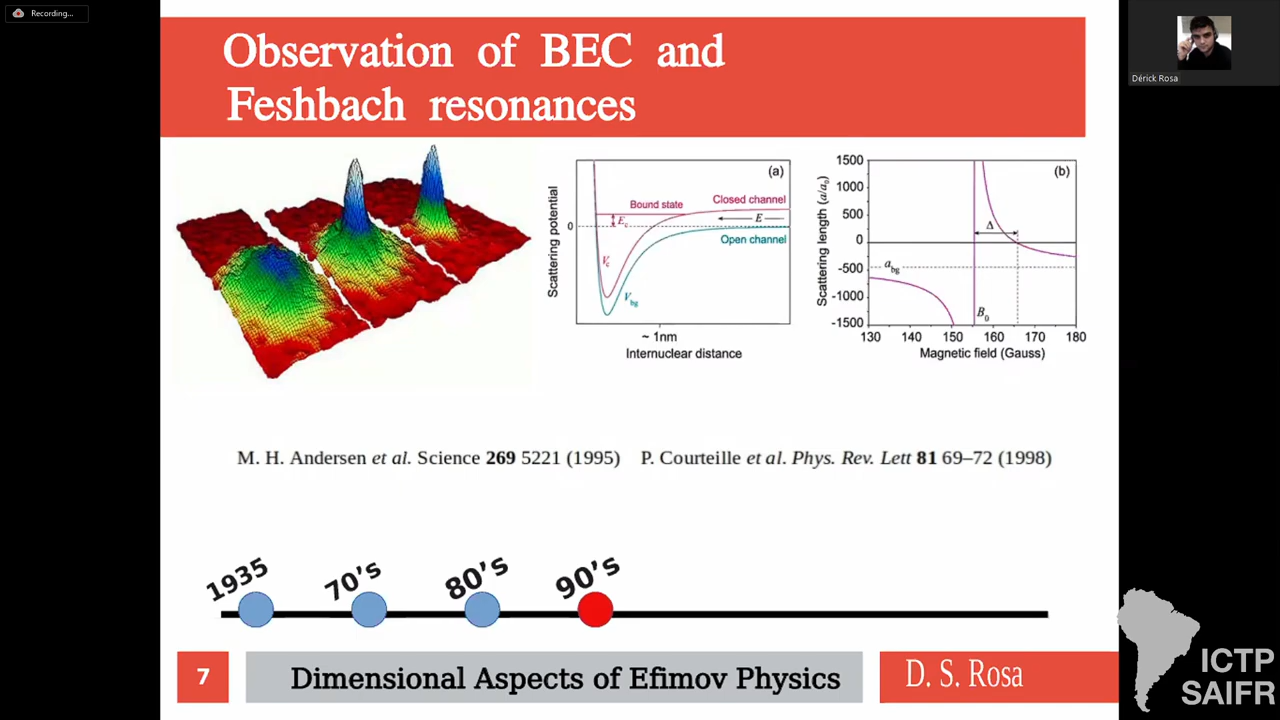 Recording...
Dérick Rosa
Observation of BEC and
Feshbach resonances
(a)
Scattering potential
0
Bound state
Closed channel
Ec
E
Open channel
Vc
Vbg
~ 1nm
Internuclear distance
(b)
Scattering length (a/a0)
1500
1000
500
0
-500
-1000
-1500
Δ
abg
B0
130 140 150 160 170 180
Magnetic field (Gauss)
M. H. Andersen et al. Science 269 5221 (1995) P. Courteille et al. Phys. Rev. Lett 81 69–72 (1998)
1935 70's 80's 90's
7 Dimensional Aspects of Efimov Physics D. S. Rosa
ICTP
SAIFR